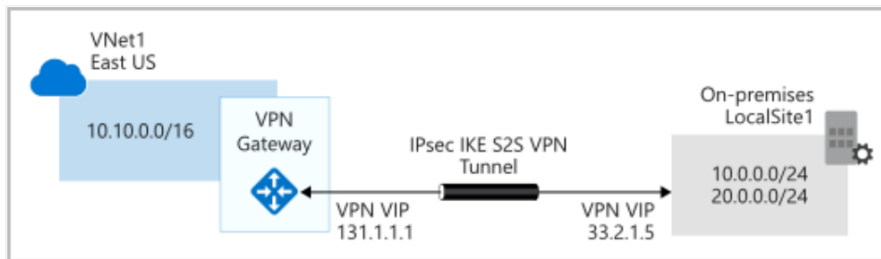 VNet1
East US
10.10.0.0/16
VPN
Gateway
IPsec IKE S2S VPN
Tunnel
VPN VIP
131.1.1.1
VPN VIP
33.2.1.5
On-premises
LocalSite1
10.0.0.0/24
20.0.0.0/24